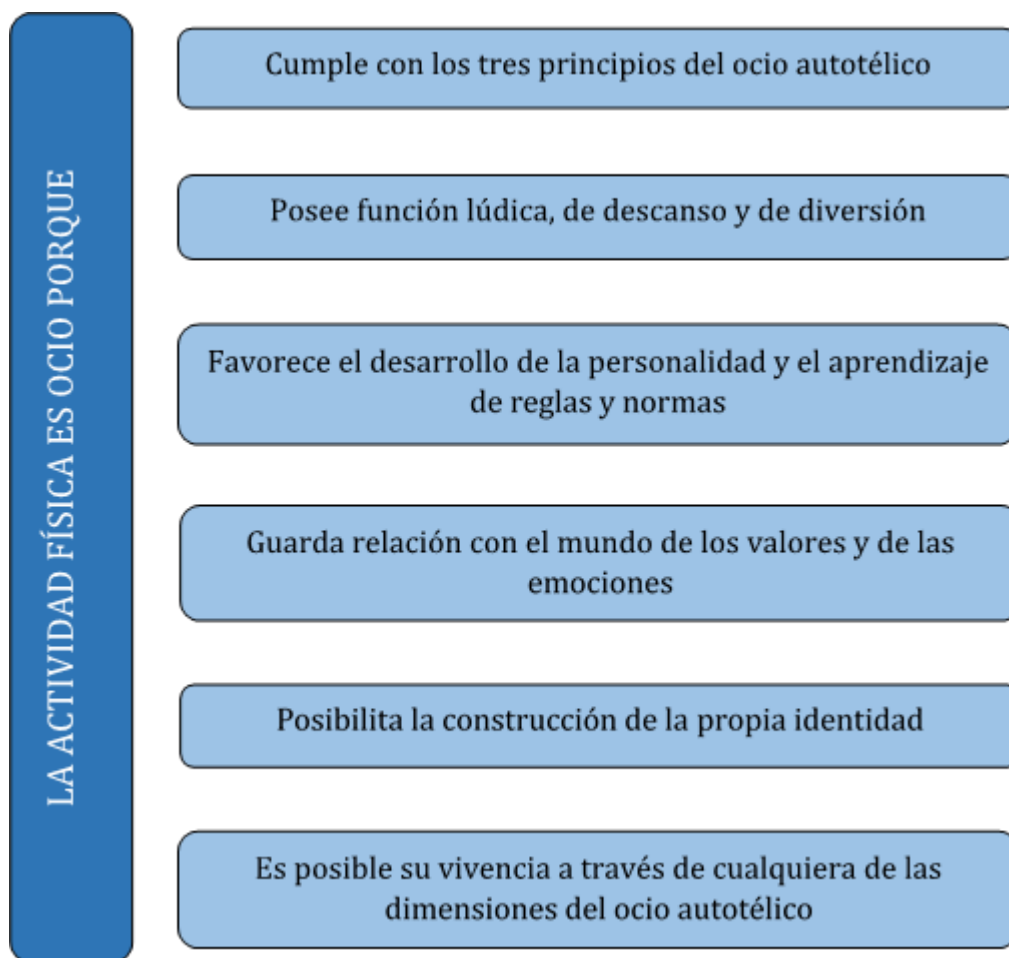 LA ACTIVIDAD FÍSICA ES OCIO PORQUE
Cumple con los tres principios del ocio autotélico
Posee función lúdica, de descanso y de diversión
Favorece el desarrollo de la personalidad y el aprendizaje
de reglas y normas
Guarda relación con el mundo de los valores y de las
emociones
Posibilita la construcción de la propia identidad
Es posible su vivencia a través de cualquiera de las
dimensiones del ocio autotélico